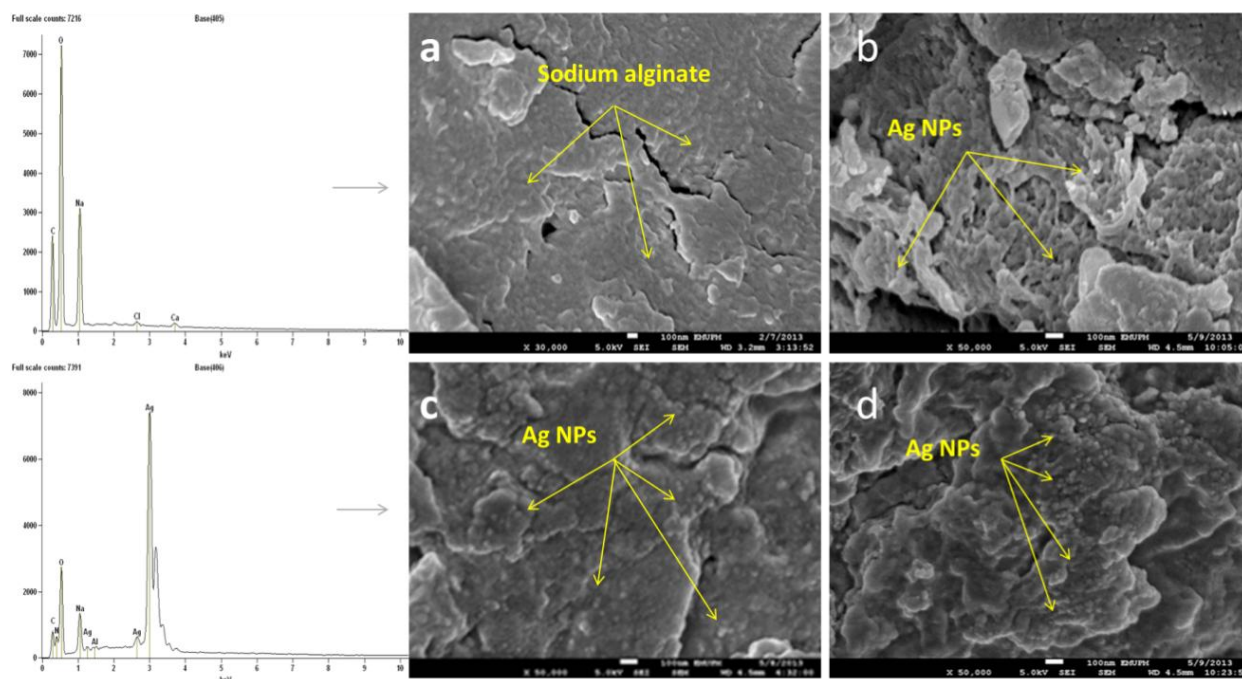 Full scale counts: 7216
Base(405)
7000
6000
5000
4000
3000
2000
1000
0
O
Na
C
Cl
Ca
0 1 2 3 4 5 6 7 8 9 10
keV
a
Sodium alginate
X 30,000 5.0kV SEI SEM WD 3.2mm 3:13:52
100nm EMUPM 2/7/2013
b
Ag NPs
100nm EMUPM 5/9/2013
X 50,000 5.0kV SEI SEM WD 4.5mm 10:05:0
Full scale counts: 7391
Base(406)
8000
6000
4000
2000
0
Ag
O
Na
C
N
Ag
Al
Ag
0 1 2 3 4 5 6 7 8 9 10
c
Ag NPs
100nm EMUPM 5/9/2013
X 50,000 5.0kV SEI SEM WD 4.5mm 4:32:00
d
Ag NPs
100nm EMUPM 5/9/2013
X 50,000 5.0kV SEI SEM WD 4.5mm 10:23:5